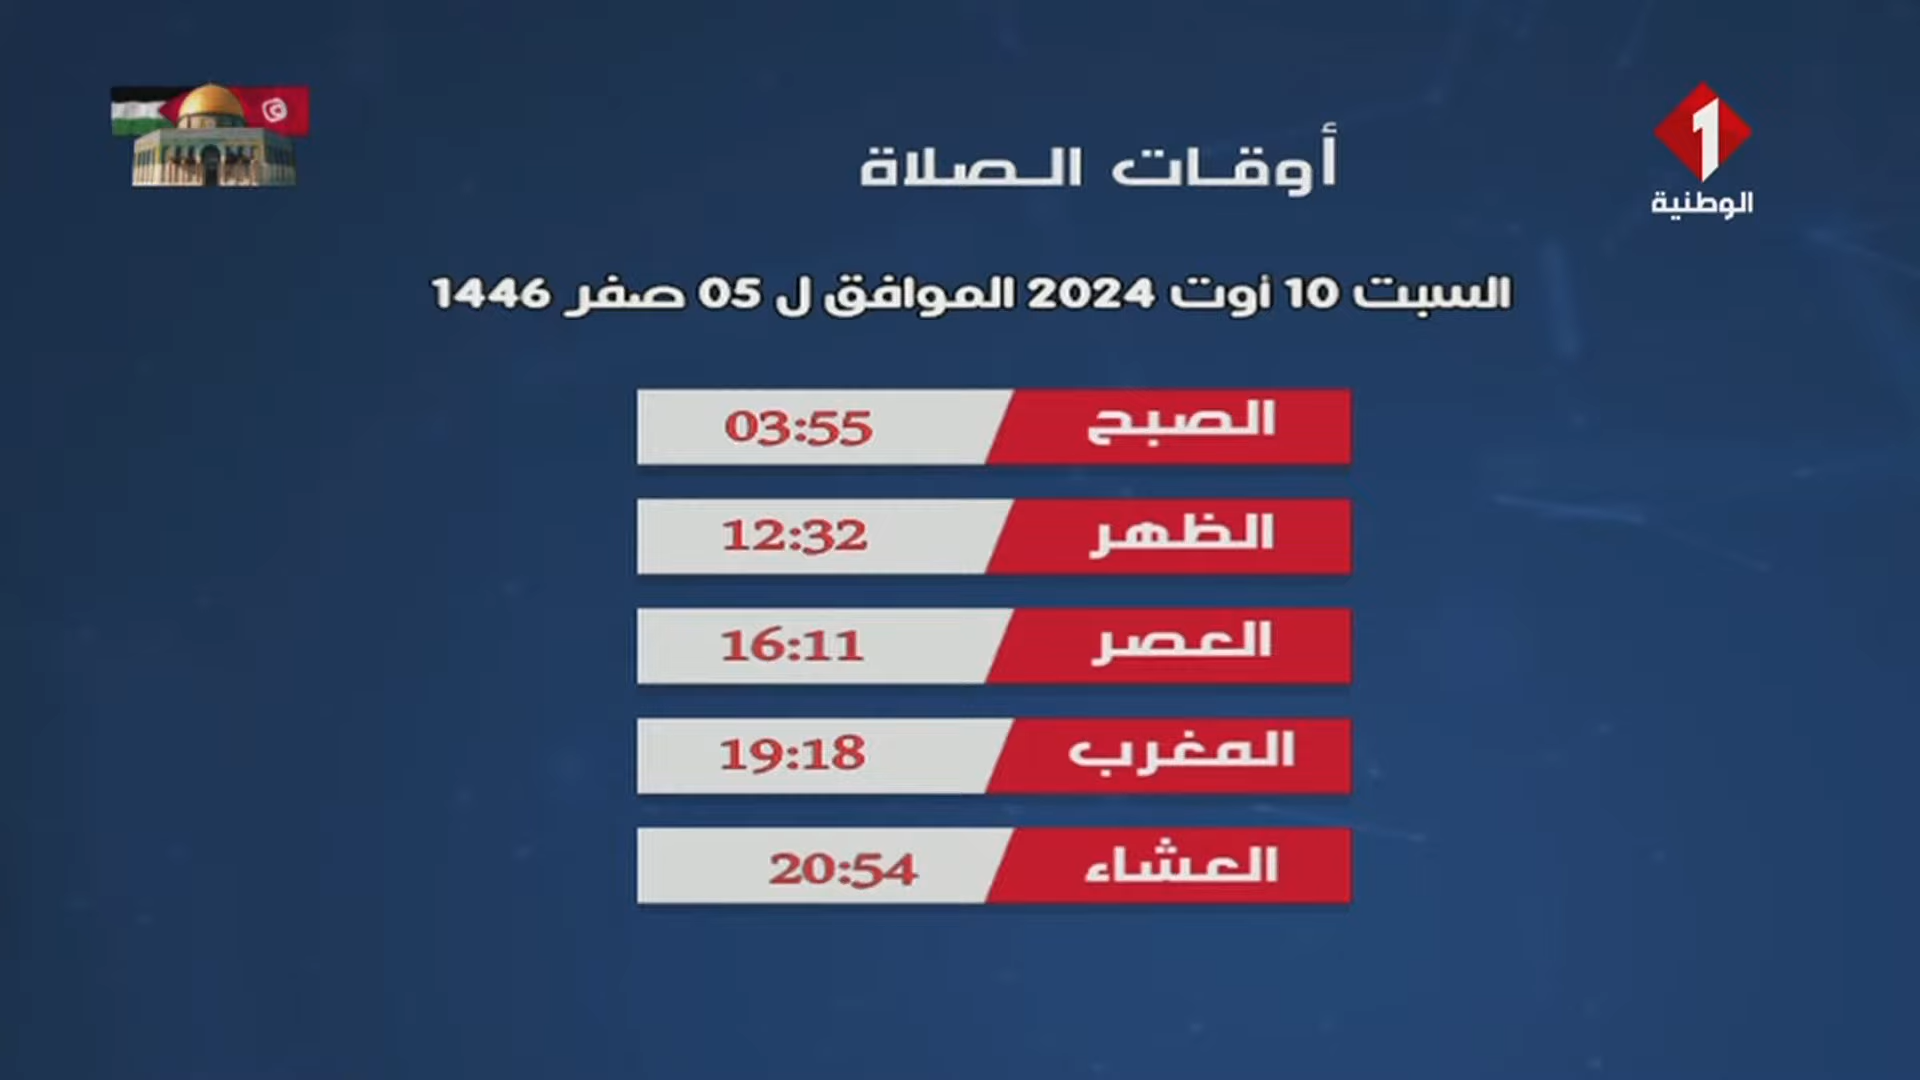 أوقات الصلاة
1
الوطنية
السبت 10 أوت 2024 الموافق ل 05 صفر 1446
الصبح 03:55
الظهر 12:32
العصر 16:11
المغرب 19:18
العشاء 20:54